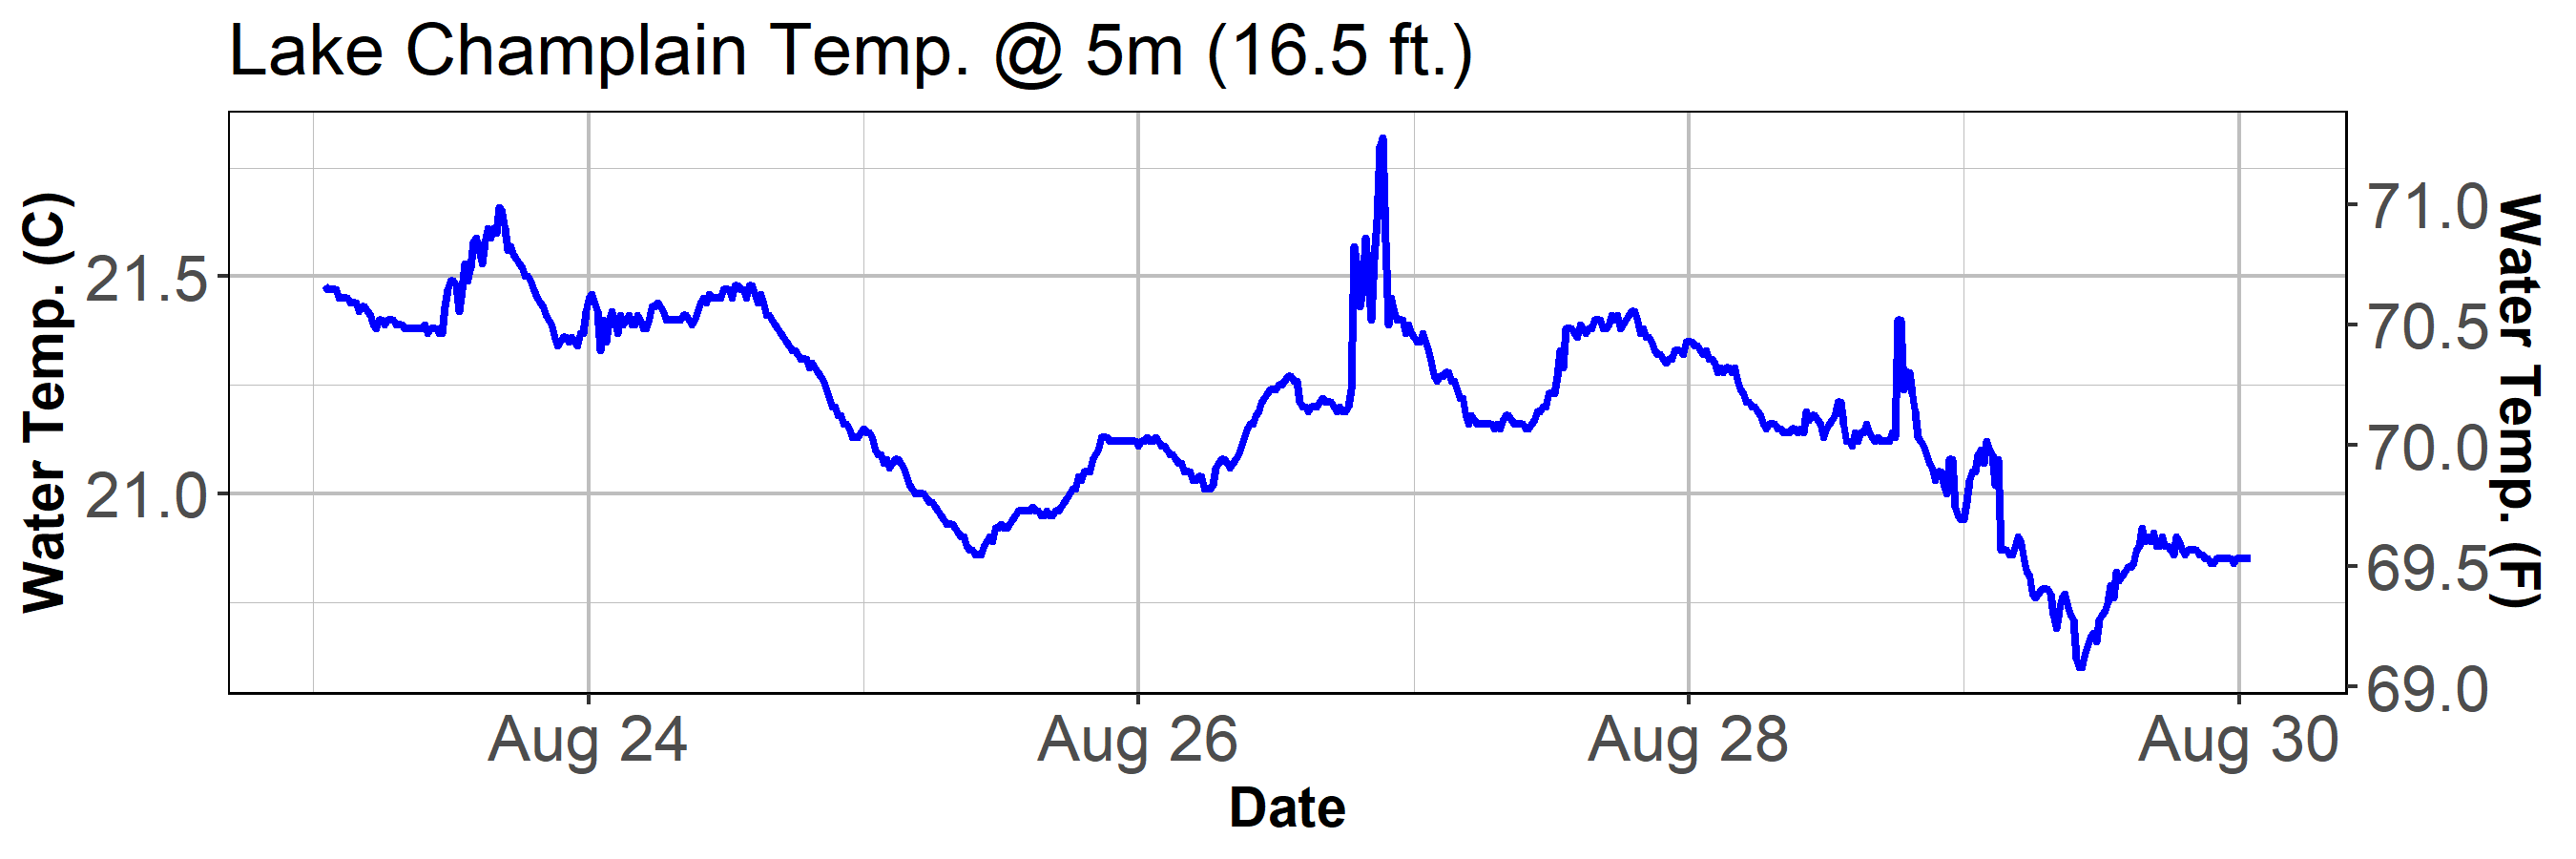 Lake Champlain Temp. @ 5m (16.5 ft.)
Water Temp. (C)
21.5
21.0
71.0
70.5
70.0
69.5
69.0
Water Temp. (F)
Aug 24
Aug 26
Aug 28
Aug 30
Date